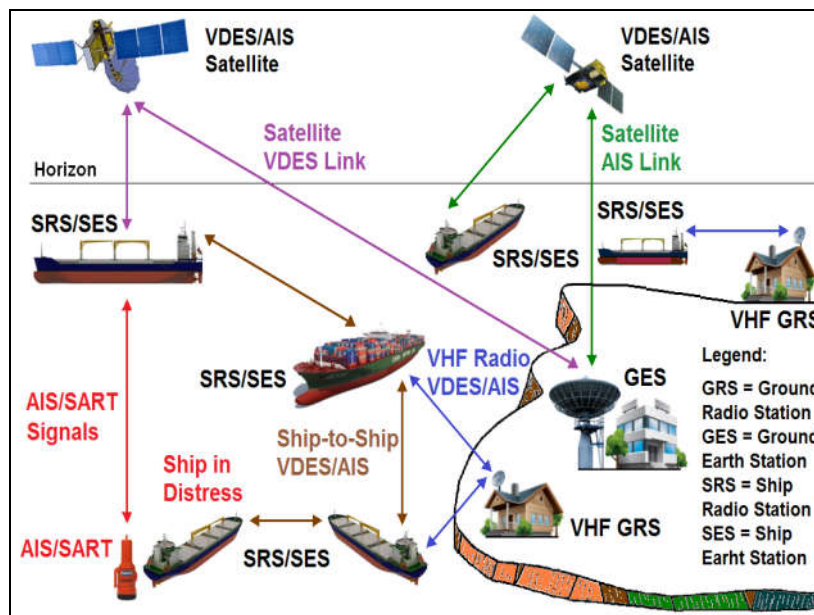 VDES/AIS
Satellite
VDES/AIS
Satellite
Satellite
VDES Link
Satellite
AIS Link
Horizon
SRS/SES
SRS/SES
SRS/SES
VHF GRS
SRS/SES
VHF Radio
VDES/AIS
GES
AIS/SART
Signals
Ship-to-Ship
VDES/AIS
Ship in
Distress
AIS/SART
SRS/SES
VHF GRS
Legend:
GRS = Ground
Radio Station
GES = Ground
Earth Station
SRS = Ship
Radio Station
SES = Ship
Earht Station